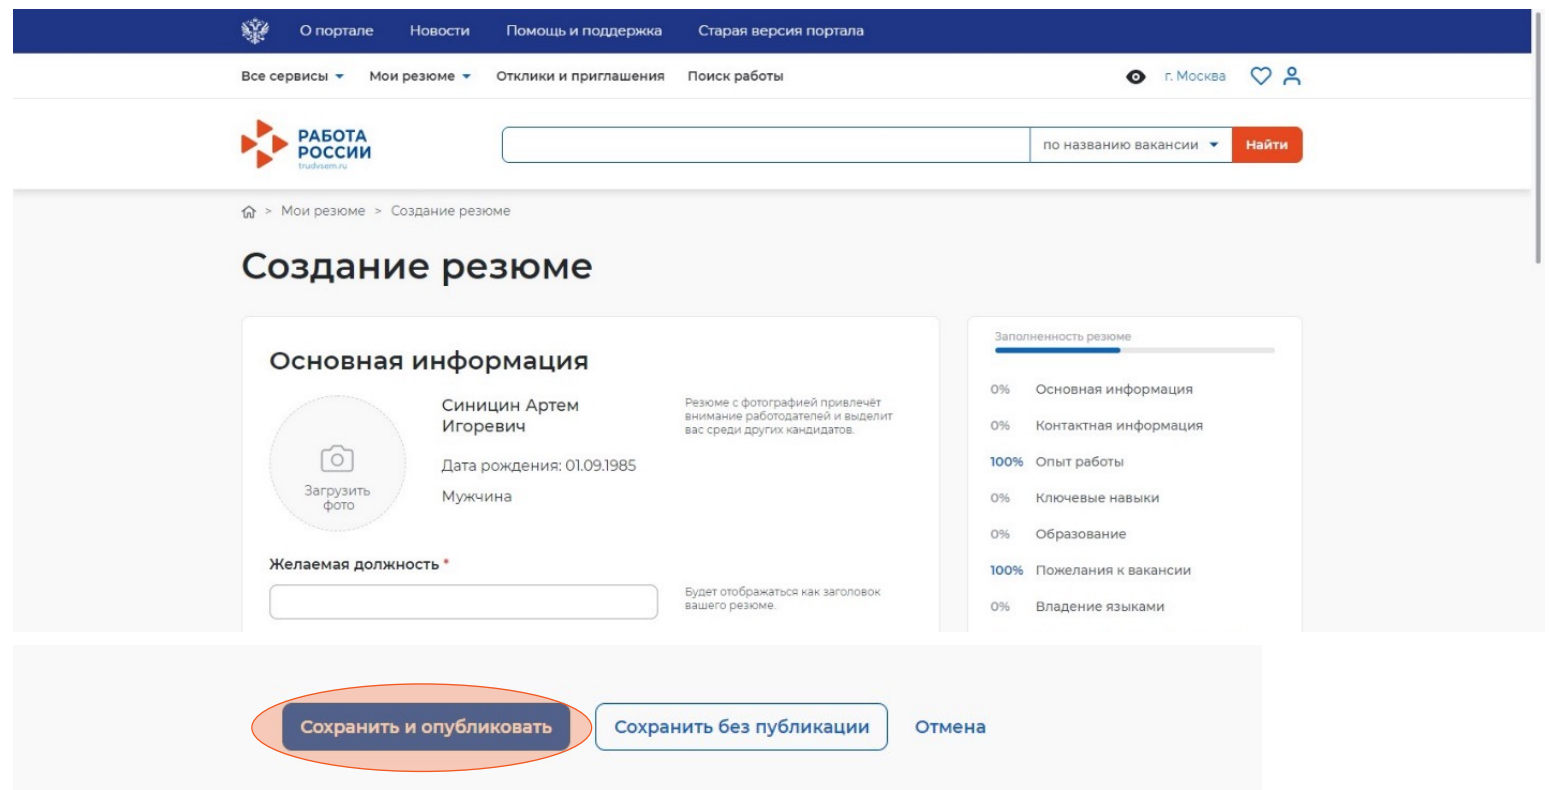 О портале Новости Помощь и поддержка Старая версия портала
Все сервисы Мои резюме Отклики и приглашения Поиск работы г. Москва
РАБОТА
РОССИИ
trudvsem.ru
по названию вакансии Найти
> Мои резюме > Создание резюме
Создание резюме
Основная информация
Синицин Артем
Игоревич
Дата рождения: 01.09.1985
Мужчина
Загрузить
фото
Резюме с фотографией привлечёт
внимание работодателей и выделит
вас среди других кандидатов.
Желаемая должность *
Будет отображаться как заголовок
вашего резюме.
Заполненность резюме
0% Основная информация
0% Контактная информация
100% Опыт работы
0% Ключевые навыки
0% Образование
100% Пожелания к вакансии
0% Владение языками
Сохранить и опубликовать Сохранить без публикации Отмена